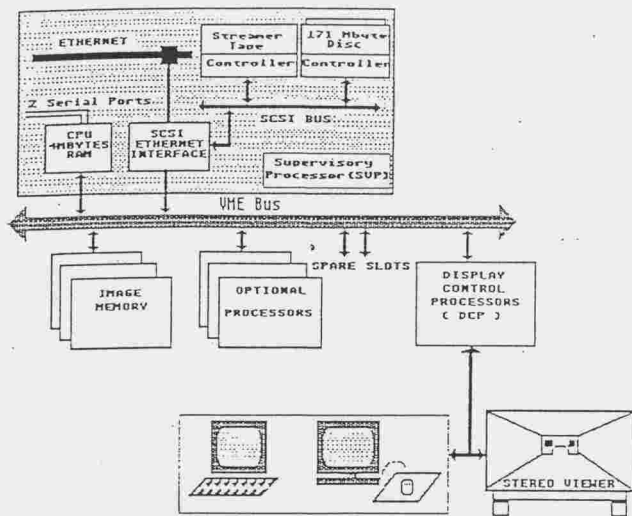 ETHERNET
Streamer
Tape
Controller
171 Mbyte
Disc
Controller
2 Serial Ports
SCSI BUS
CPU
4MBYTES
RAM
SCSI
ETHERNET
INTERFACE
Supervisory
Processor(SUP)
VME Bus
SPARE SLOTS
IMAGE
MEMORY
OPTIONAL
PROCESSORS
DISPLAY
CONTROL
PROCESSORS
( DCP )
STEREO VIEWER